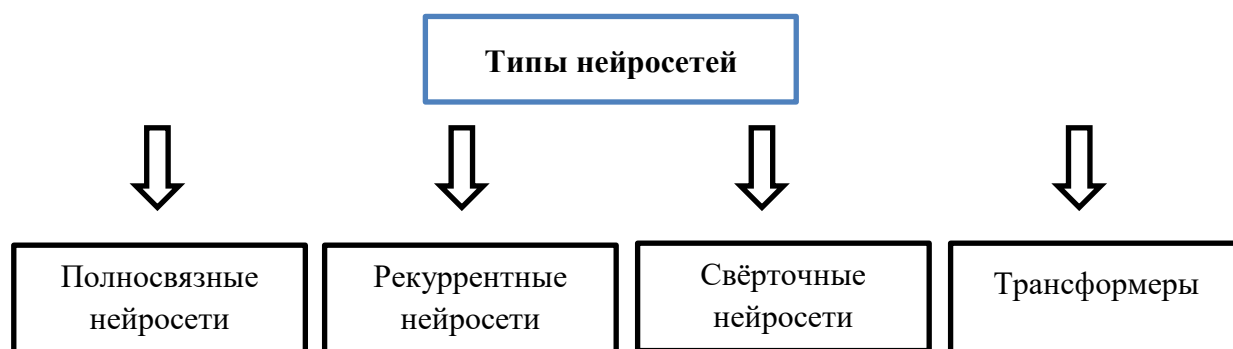 Типы нейросетей
Полносвязные
нейросети
Рекуррентные
нейросети
Свёрточные
нейросети
Трансформеры